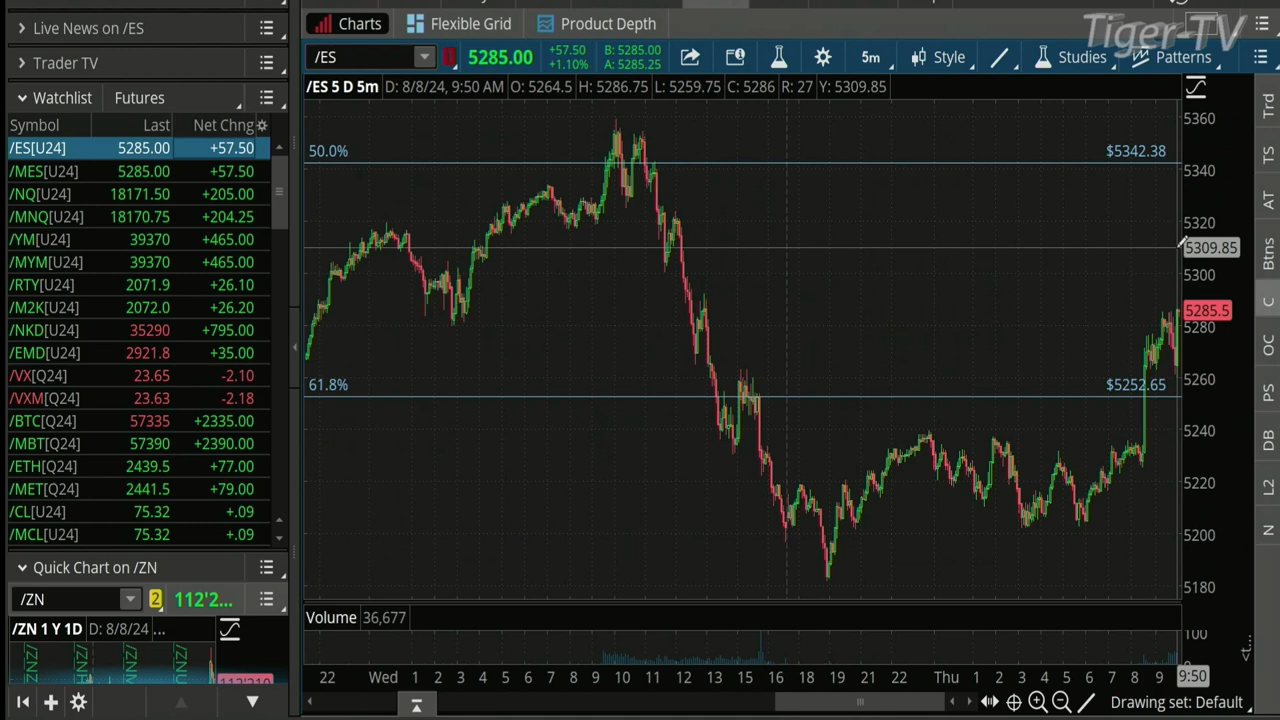 Live News on /ES
Charts
Flexible Grid
Product Depth
Tiger-TV
Trader TV
/ES
5285.00
+57.50
+1.10%
B: 5285.00
A: 5285.25
5m
Style
Studies
Patterns
Watchlist
Futures
/ES 5 D 5m
D: 8/8/24, 9:50 AM
O: 5264.5
H: 5286.75
L: 5259.75
C: 5286
R: 27
Y: 5309.85
Symbol Last Net Chng
/ES[U24] 5285.00 +57.50
/MES[U24] 5285.00 +57.50
/NQ[U24] 18171.50 +205.00
/MNQ[U24] 18170.75 +204.25
/YM[U24] 39370 +465.00
/MYM[U24] 39370 +465.00
/RTY[U24] 2071.9 +26.10
/M2K[U24] 2072.0 +26.20
/NKD[U24] 35290 +795.00
/EMD[U24] 2921.8 +35.00
/VX[Q24] 23.65 -2.10
/VXM[Q24] 23.63 -2.18
/BTC[Q24] 57335 +2335.00
/MBT[Q24] 57390 +2390.00
/ETH[Q24] 2439.5 +77.00
/MET[Q24] 2441.5 +79.00
/CL[U24] 75.32 +.09
/MCL[U24] 75.32 +.09
50.0%
$5342.38
61.8%
$5252.65
5360
5340
5320
5309.85
5300
5285.5
5280
5260
5240
5220
5200
5180
Trd
TS
AT
Btns
C
OC
PS
DB
L2
N
Quick Chart on /ZN
/ZN
2
112'2...
/ZN 1 Y 1D
D: 8/8/24 ...
Volume
36,677
100
<t...
22 Wed 1 2 3 4 5 6 7 8 9 10 11 12 13 14 15 16 18 19 21 22 Thu 1 2 3 4 5 6 7 8 9 9:50
Drawing set: Default